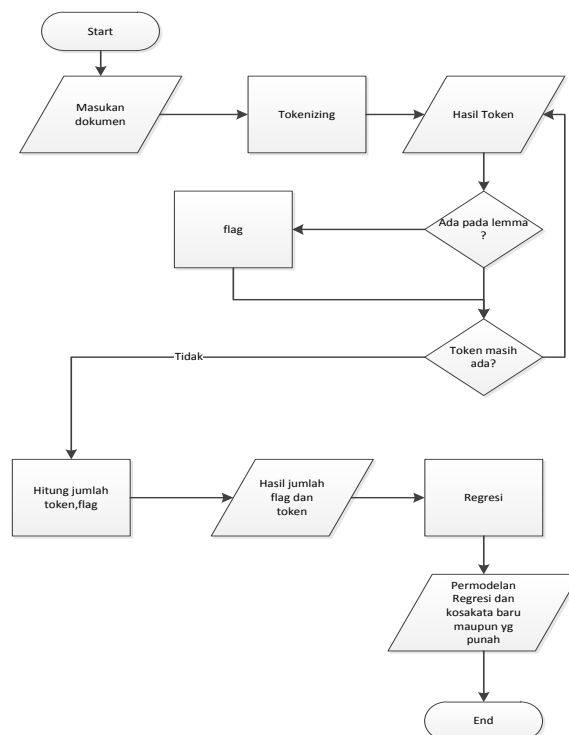 Start
Masukan
dokumen
Tokenizing
Hasil Token
Ada pada lemma
?
flag
Token masih
ada?
Tidak
Hitung jumlah
token,flag
Hasil jumlah
flag dan
token
Regresi
Permodelan
Regresi dan
kosakata baru
maupun yg
punah
End